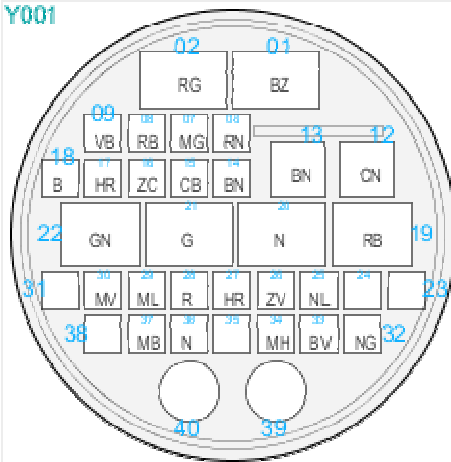 Y001
02 01
RG BZ
09 08 07 06
VB RB MG RN
13 12
BN CN
18 17 16 15 14
B HR ZC CB BN
22 21 20 19
GN G N RB
31 30 29 28 27 26 25 24 23
MV ML R HR ZV NL
38 37 36 35 34 33 32
MB N MH BV NG
40 39